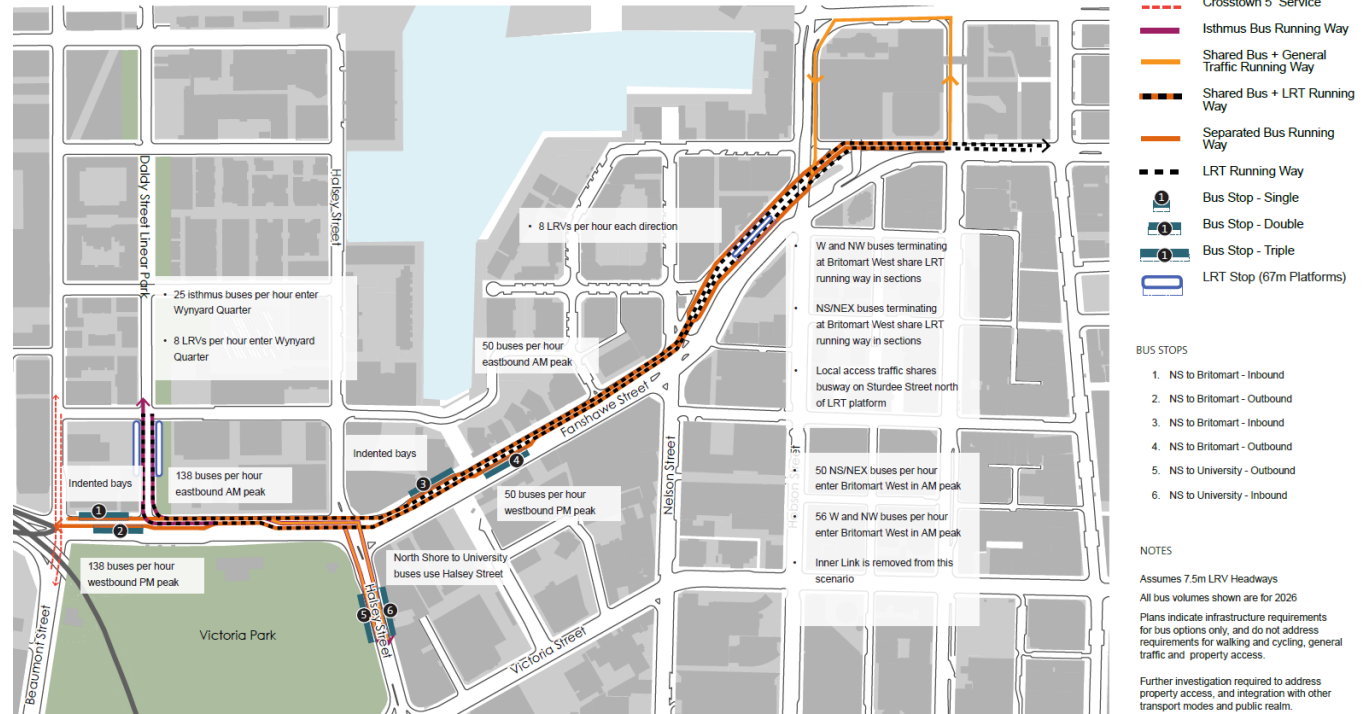 Crosstown 5 Service
Isthmus Bus Running Way
Shared Bus + General
Traffic Running Way
Shared Bus + LRT Running
Way
Separated Bus Running
Way
LRT Running Way
1
Bus Stop - Single
1
Bus Stop - Double
1
Bus Stop - Triple
LRT Stop (67m Platforms)
BUS STOPS
1. NS to Britomart - Inbound
2. NS to Britomart - Outbound
3. NS to Britomart - Inbound
4. NS to Britomart - Outbound
5. NS to University - Outbound
6. NS to University - Inbound
NOTES
Assumes 7.5m LRV Headways
All bus volumes shown are for 2026
Plans indicate infrastructure requirements
for bus options only, and do not address
requirements for walking and cycling, general
traffic and property access.
Further investigation required to address
property access, and integration with other
transport modes and public realm.
Daldy Street Linear Park
Halsey Street
• 8 LRVs per hour each direction
• 25 isthmus buses per hour enter
Wynyard Quarter
• 8 LRVs per hour enter Wynyard
Quarter
50 buses per hour
eastbound AM peak
• W and NW buses terminating
at Britomart West share LRT
running way in sections
• NS/NEX buses terminating
at Britomart West share LRT
running way in sections
• Local access traffic shares
busway on Sturdee Street north
of LRT platform
Fanshawe Street
Nelson Street
Hobson Street
Indented bays
138 buses per hour
eastbound AM peak
Indented bays
1
2
3
4
50 buses per hour
westbound PM peak
• 50 NS/NEX buses per hour
enter Britomart West in AM peak
• 56 W and NW buses per hour
enter Britomart West in AM peak
• Inner Link is removed from this
scenario
138 buses per hour
westbound PM peak
North Shore to University
buses use Halsey Street
5
6
Halsey Street
Victoria Park
Victoria Street
Beaumont Street